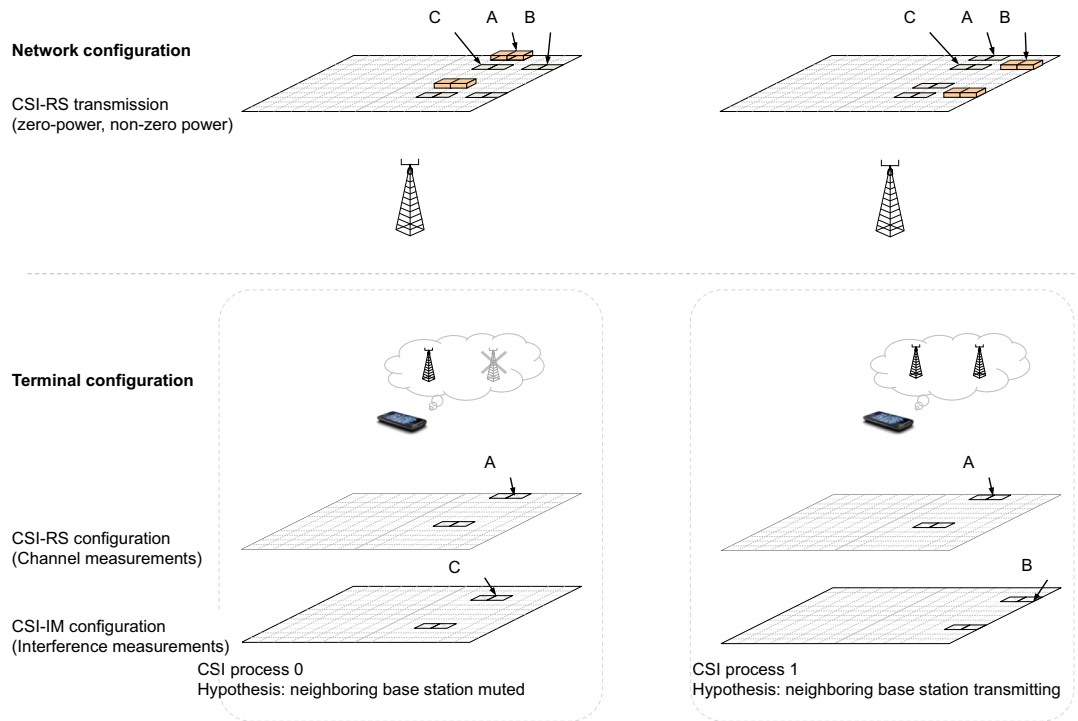 C A B
C A B
Network configuration
CSI-RS transmission
(zero-power, non-zero power)
Terminal configuration
A
A
CSI-RS configuration
(Channel measurements)
C
B
CSI-IM configuration
(Interference measurements)
CSI process 0
Hypothesis: neighboring base station muted
CSI process 1
Hypothesis: neighboring base station transmitting